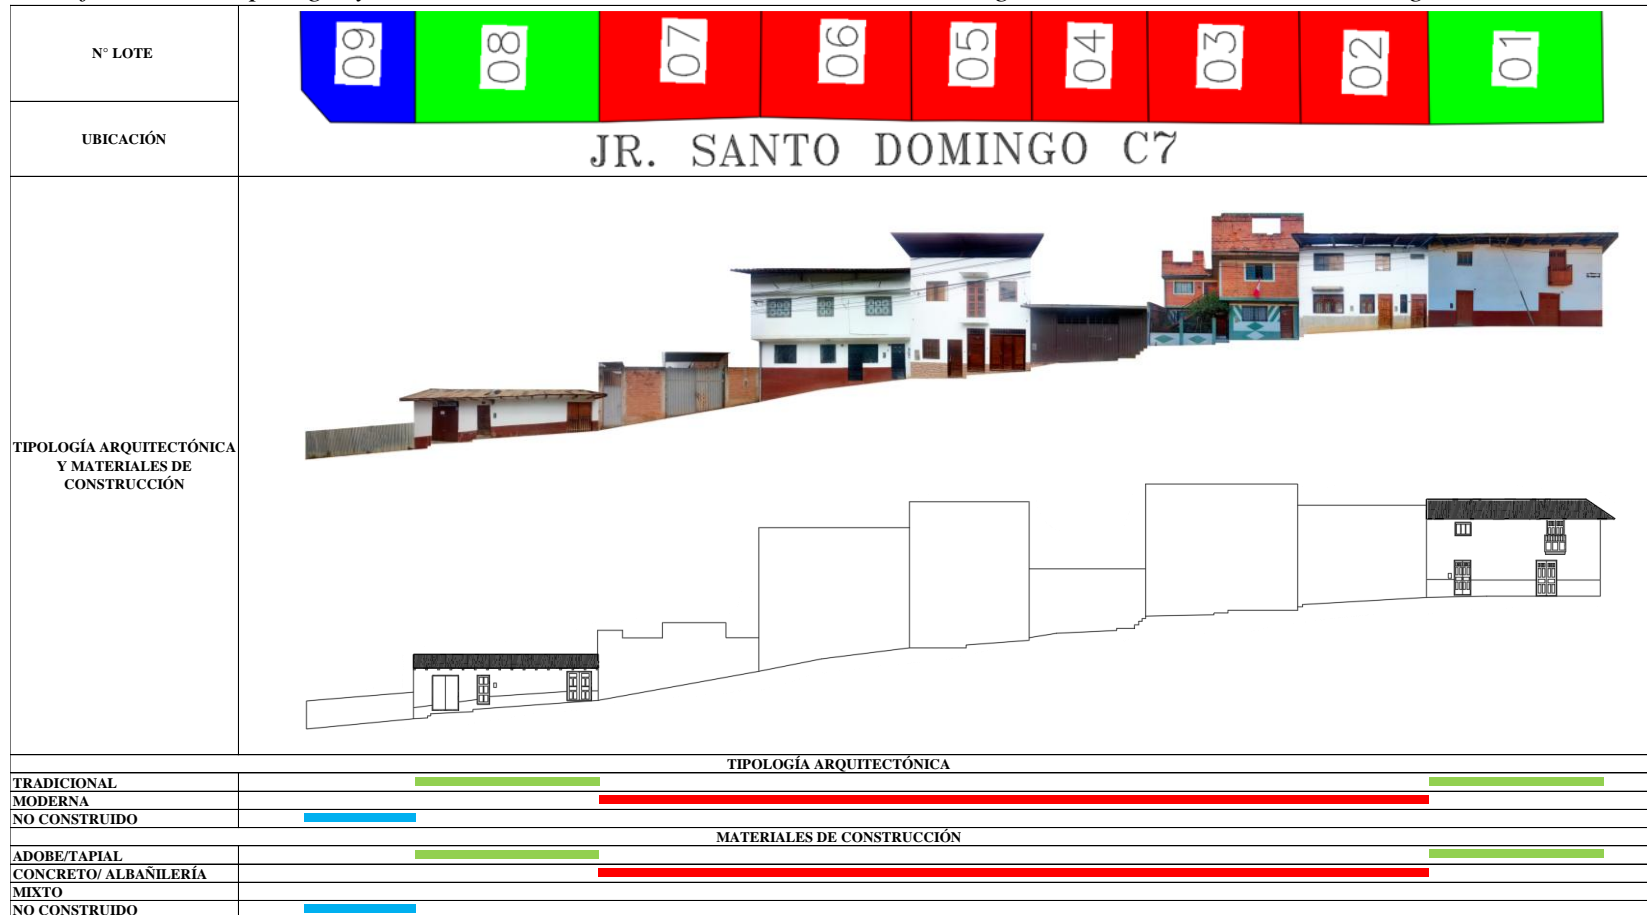 N° LOTE
09
08
07
06
05
04
03
02
01
UBICACIÓN
JR. SANTO DOMINGO C7
TIPOLOGÍA ARQUITECTÓNICA
Y MATERIALES DE
CONSTRUCCIÓN
TIPOLOGÍA ARQUITECTÓNICA
TRADICIONAL
MODERNA
NO CONSTRUIDO
MATERIALES DE CONSTRUCCIÓN
ADOBE/TAPIAL
CONCRETO/ ALBAÑILERÍA
MIXTO
NO CONSTRUIDO